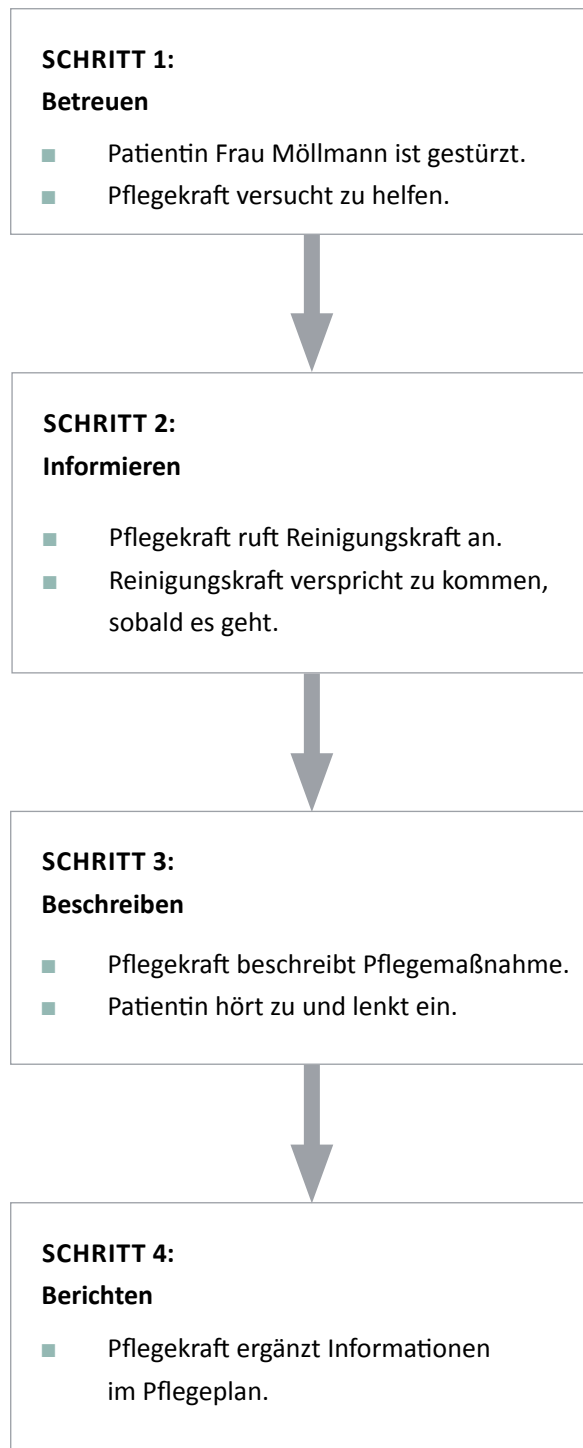 SCHRITT 1:
Betreuen
■ Patientin Frau Möllmann ist gestürzt.
■ Pflegekraft versucht zu helfen.
SCHRITT 2:
Informieren
■ Pflegekraft ruft Reinigungskraft an.
■ Reinigungskraft verspricht zu kommen,
sobald es geht.
SCHRITT 3:
Beschreiben
■ Pflegekraft beschreibt Pflegemaßnahme.
■ Patientin hört zu und lenkt ein.
SCHRITT 4:
Berichten
■ Pflegekraft ergänzt Informationen
im Pflegeplan.